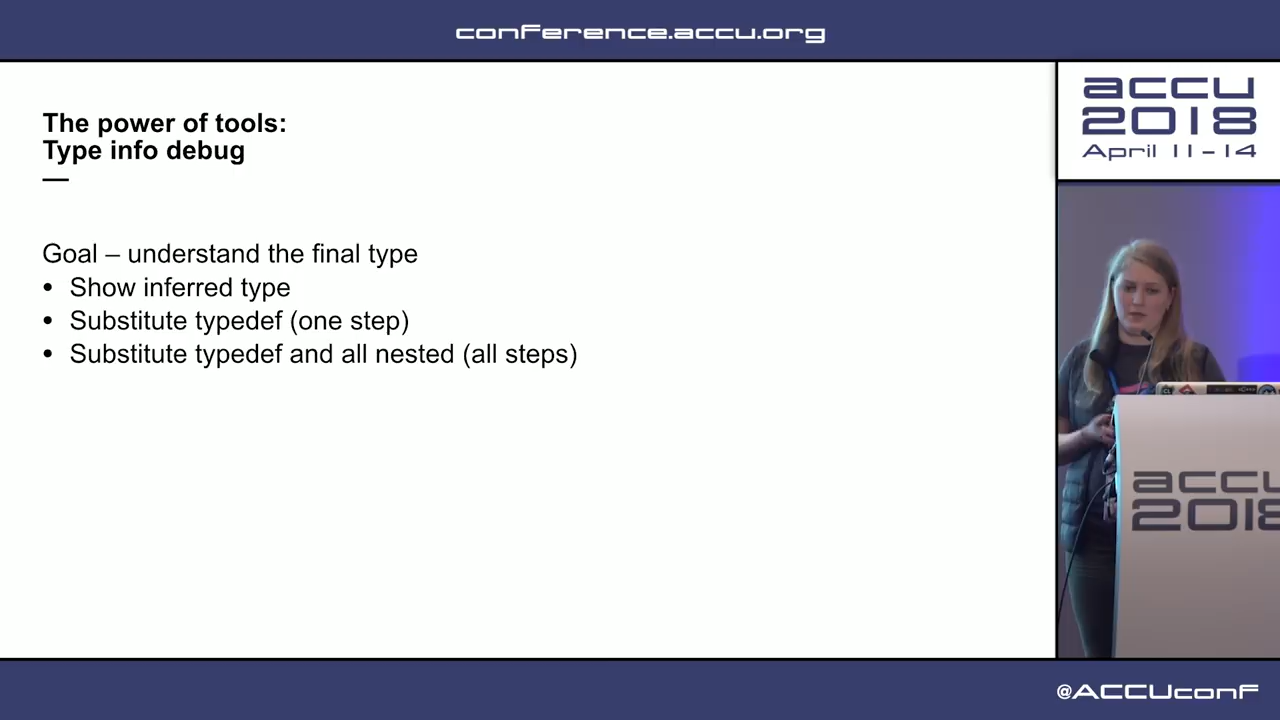 conference.accu.org
accu
2018
April 11-14
The power of tools:
Type info debug
Goal – understand the final type
• Show inferred type
• Substitute typedef (one step)
• Substitute typedef and all nested (all steps)
accu
2018
@ACCUconf